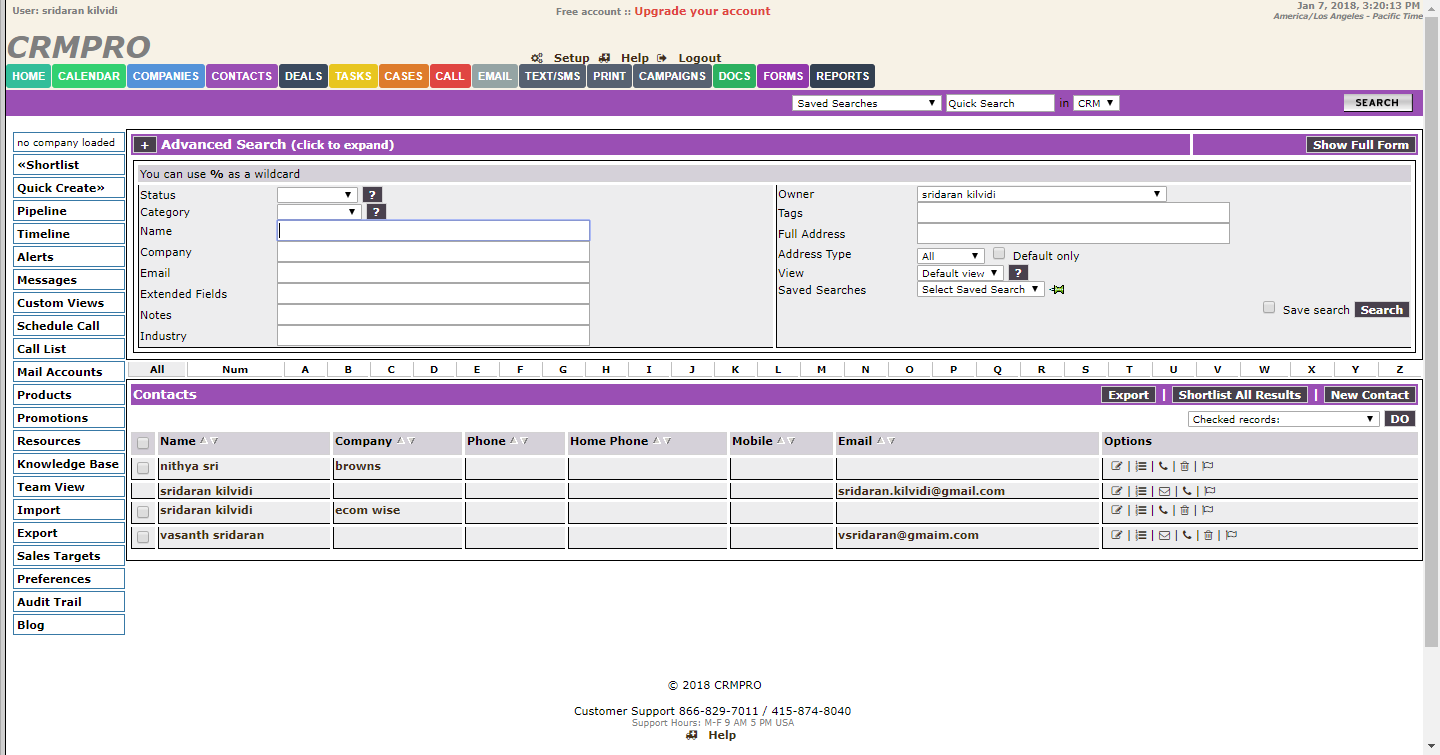 User: sridaran kilvidi
Free account :: Upgrade your account
Jan 7, 2018, 3:20:13 PM
America/Los Angeles - Pacific Time
CRMPRO
Setup Help Logout
HOME CALENDAR COMPANIES CONTACTS DEALS TASKS CASES CALL EMAIL TEXT/SMS PRINT CAMPAIGNS DOCS FORMS REPORTS
Saved Searches Quick Search in CRM SEARCH
no company loaded
«Shortlist
Quick Create»
Pipeline
Timeline
Alerts
Messages
Custom Views
Schedule Call
Call List
Mail Accounts
Products
Promotions
Resources
Knowledge Base
Team View
Import
Export
Sales Targets
Preferences
Audit Trail
Blog
+ Advanced Search (click to expand) Show Full Form
You can use % as a wildcard
Status ?
Category ?
Name
Company
Email
Extended Fields
Notes
Industry
Owner sridaran kilvidi
Tags
Full Address
Address Type All Default only
View Default view ?
Saved Searches Select Saved Search
Save search Search
All Num A B C D E F G H I J K L M N O P Q R S T U V W X Y Z
Contacts Export | Shortlist All Results | New Contact
Checked records: DO
Name Company Phone Home Phone Mobile Email Options
nithya sri browns | | | |
sridaran kilvidi sridaran.kilvidi@gmail.com | | | |
sridaran kilvidi ecom wise | | | |
vasanth sridaran vsridaran@gmaim.com | | | | |
© 2018 CRMPRO
Customer Support 866-829-7011 / 415-874-8040
Support Hours: M-F 9 AM 5 PM USA
Help